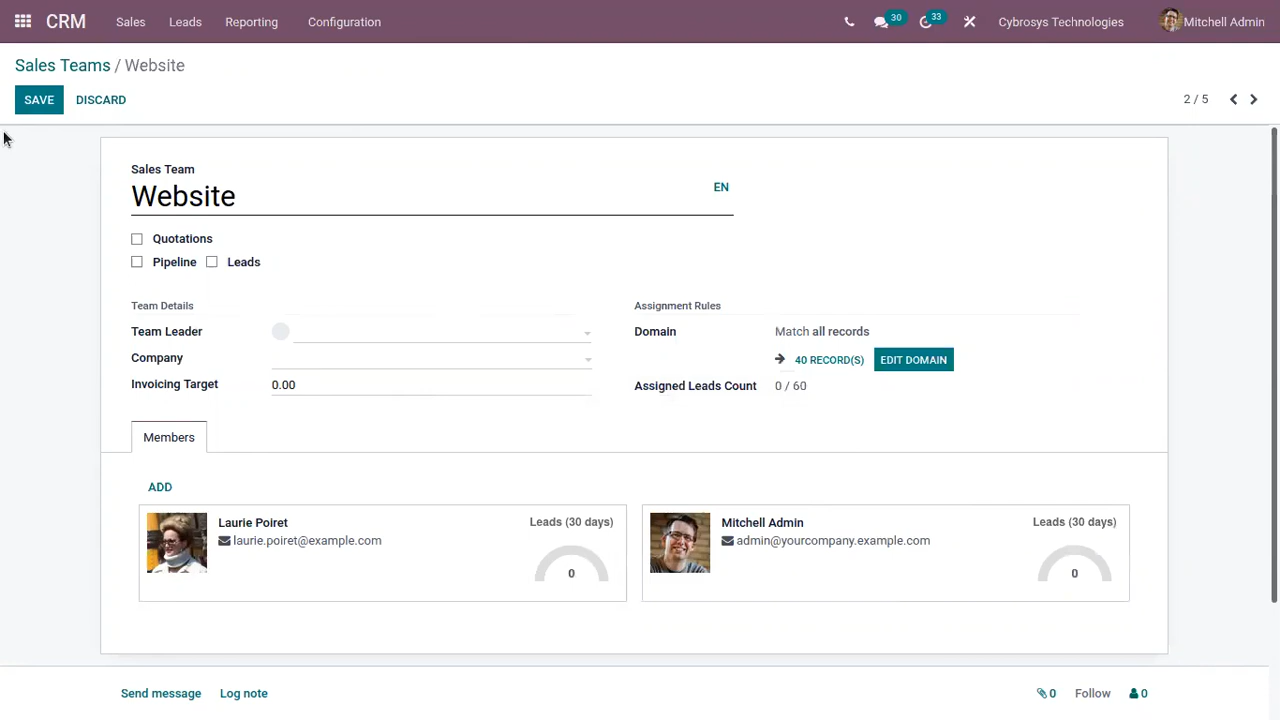 CRM Sales Leads Reporting Configuration 30 33 Cybrosys Technologies Mitchell Admin
Sales Teams / Website
SAVE DISCARD 2 / 5
Sales Team
Website EN
Quotations
Pipeline Leads
Team Details Assignment Rules
Team Leader Domain Match all records
Company 40 RECORD(S) EDIT DOMAIN
Invoicing Target 0.00 Assigned Leads Count 0 / 60
Members
ADD
Laurie Poiret Leads (30 days) Mitchell Admin Leads (30 days)
laurie.poiret@example.com admin@yourcompany.example.com
0 0
Send message Log note 0 Follow 0